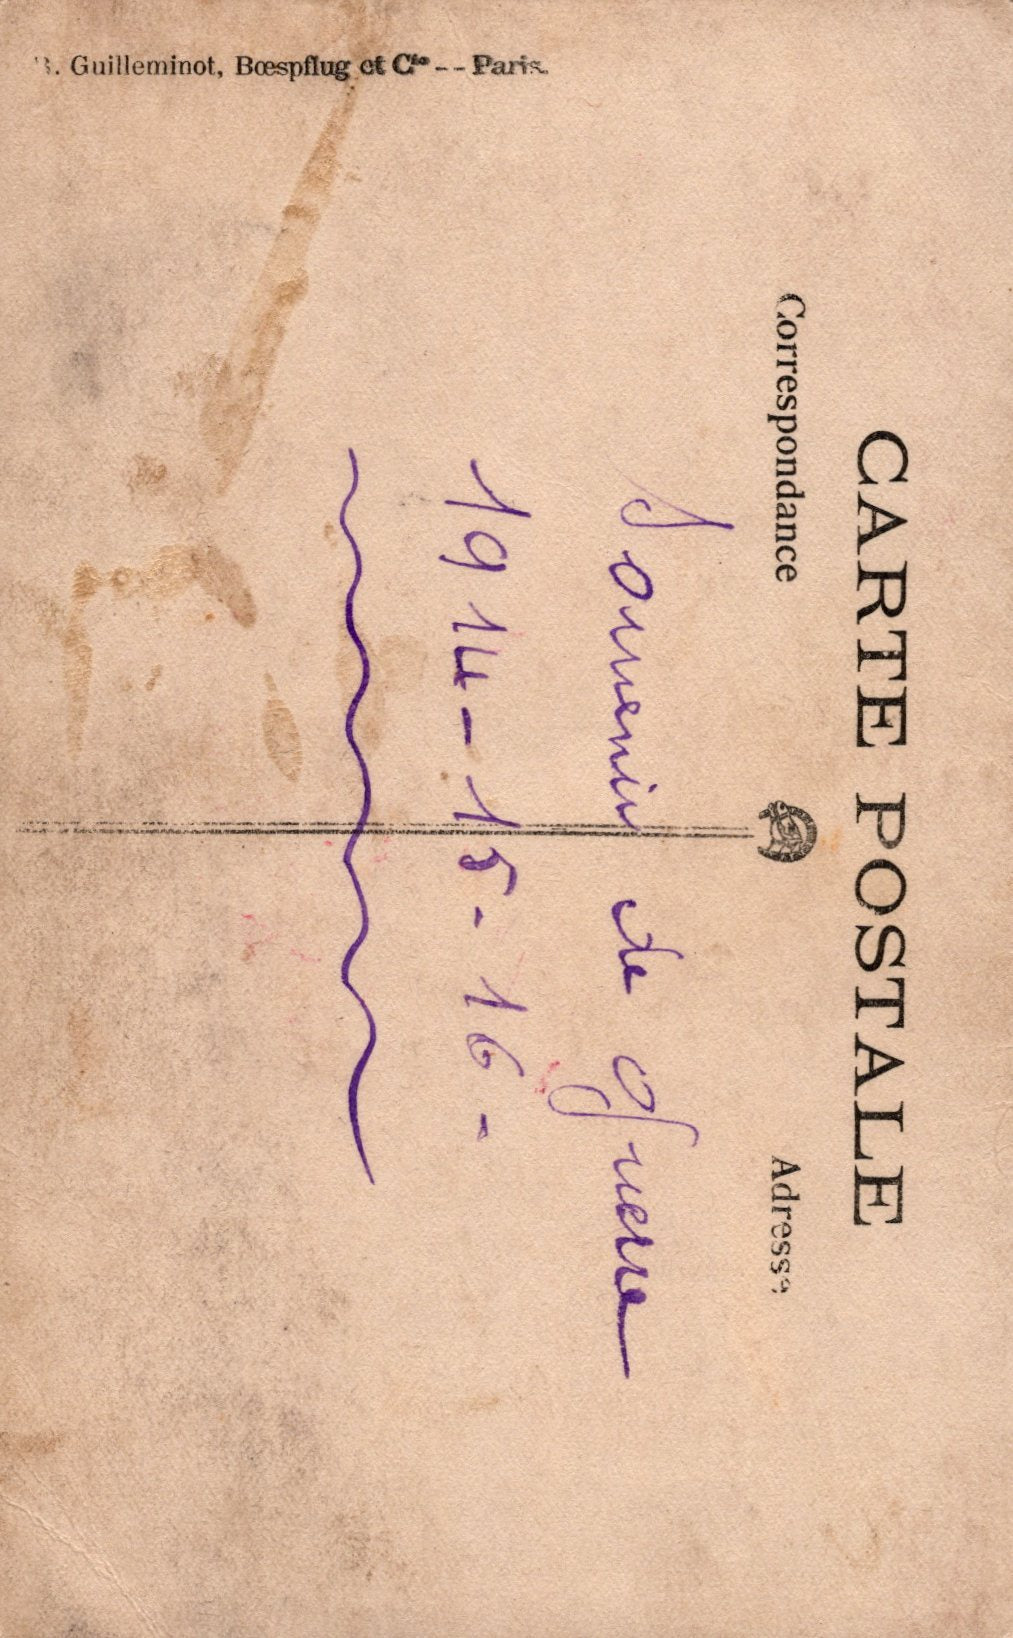 CARTE POSTALE
Correspondance
Adresse
Souvenir de Guerre
1914-15-16-
R. Guilleminot, Bœspflug et Cie -- Paris.